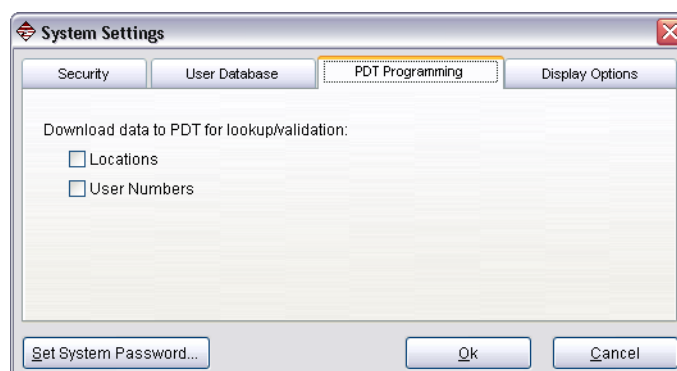 System Settings
Security User Database PDT Programming Display Options
Download data to PDT for lookup/validation:
Locations
User Numbers
Set System Password... Ok Cancel